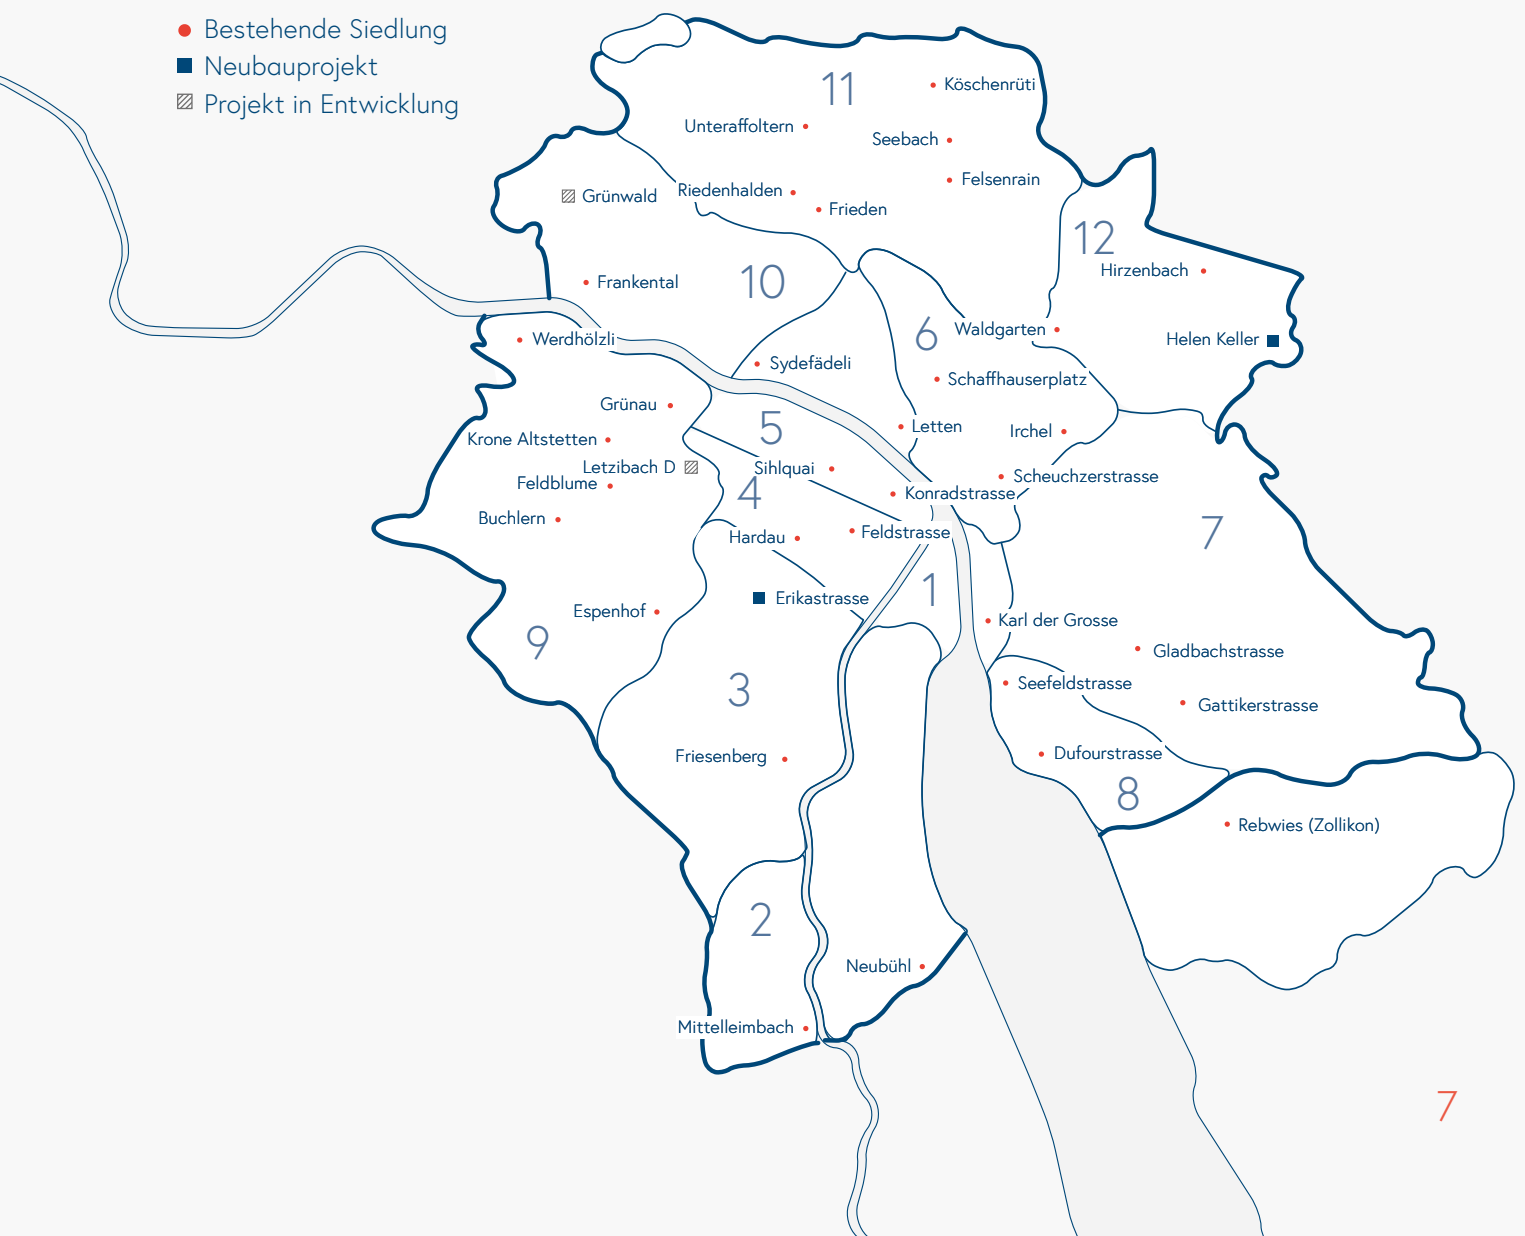 Bestehende Siedlung
Neubauprojekt
Projekt in Entwicklung
11
Köschenrüti
Unteraffoltern
Seebach
Felsenrain
Grünwald
Riedenhalden
Frieden
12
Hirzenbach
Frankental
10
6
Waldgarten
Werdhölzli
Helen Keller
Sydefädeli
Schaffhauserplatz
Grünau
5
Letten
Irchel
Krone Altstetten
Letzibach D
Sihlquai
Scheuchzerstrasse
Feldblume
4
Konradstrasse
Buchlern
Hardau
Feldstrasse
7
1
Erikastrasse
Espenhof
Karl der Grosse
9
Gladbachstrasse
3
Seefeldstrasse
Gattikerstrasse
Friesenberg
Dufourstrasse
8
Rebwies (Zollikon)
2
Neubühl
Mittelleimbach
7